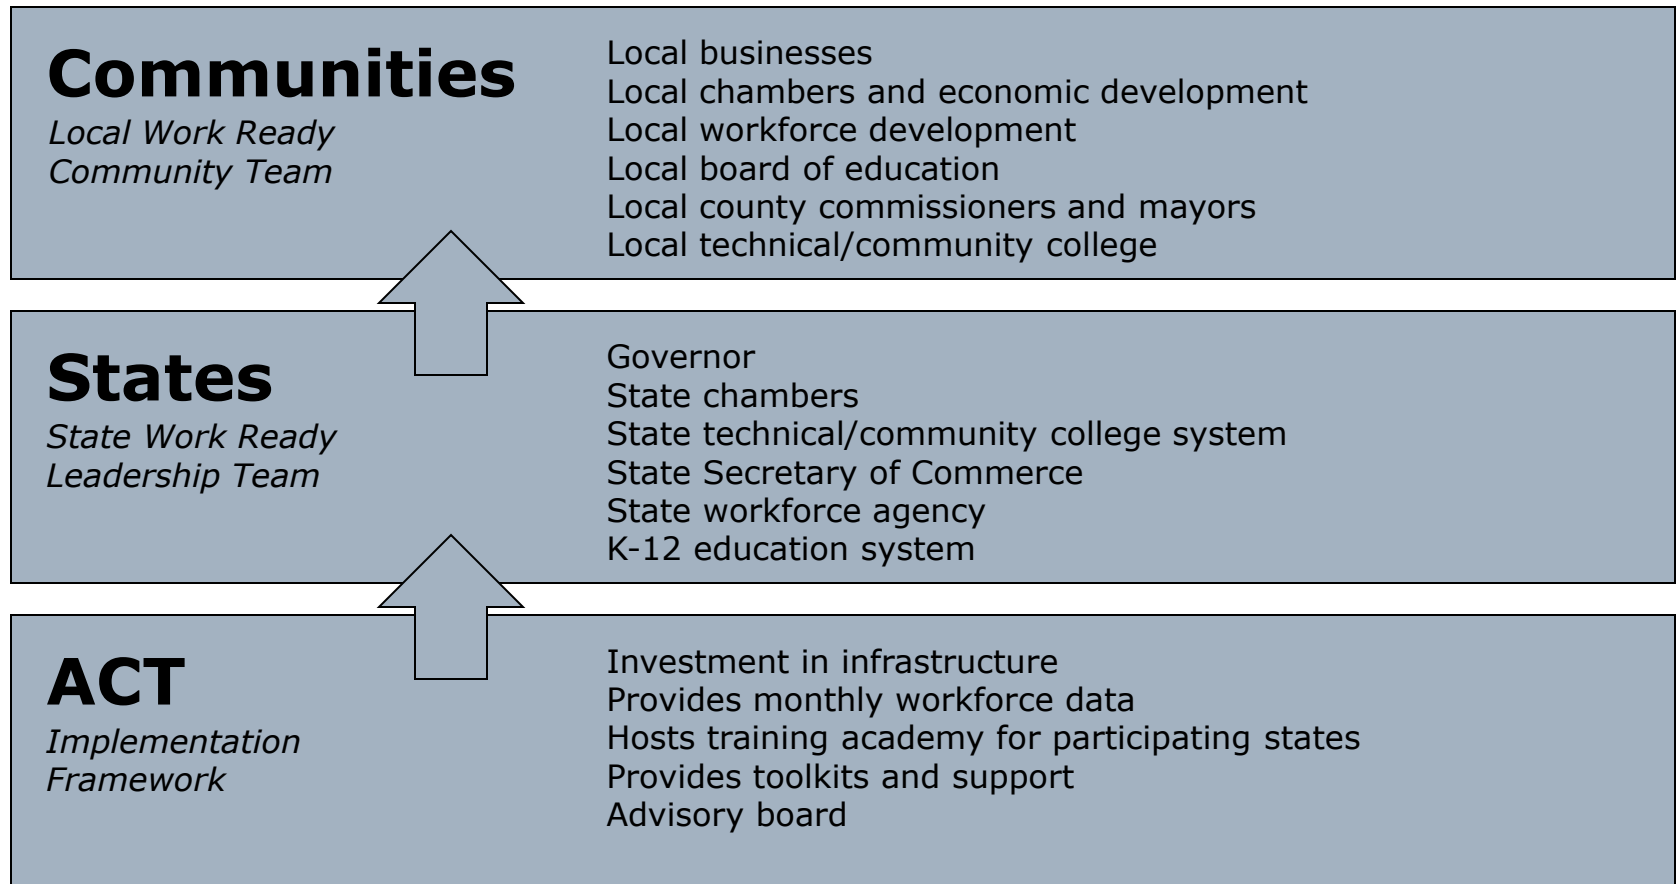 Communities
Local Work Ready
Community Team
Local businesses
Local chambers and economic development
Local workforce development
Local board of education
Local county commissioners and mayors
Local technical/community college
States
State Work Ready
Leadership Team
Governor
State chambers
State technical/community college system
State Secretary of Commerce
State workforce agency
K-12 education system
ACT
Implementation
Framework
Investment in infrastructure
Provides monthly workforce data
Hosts training academy for participating states
Provides toolkits and support
Advisory board